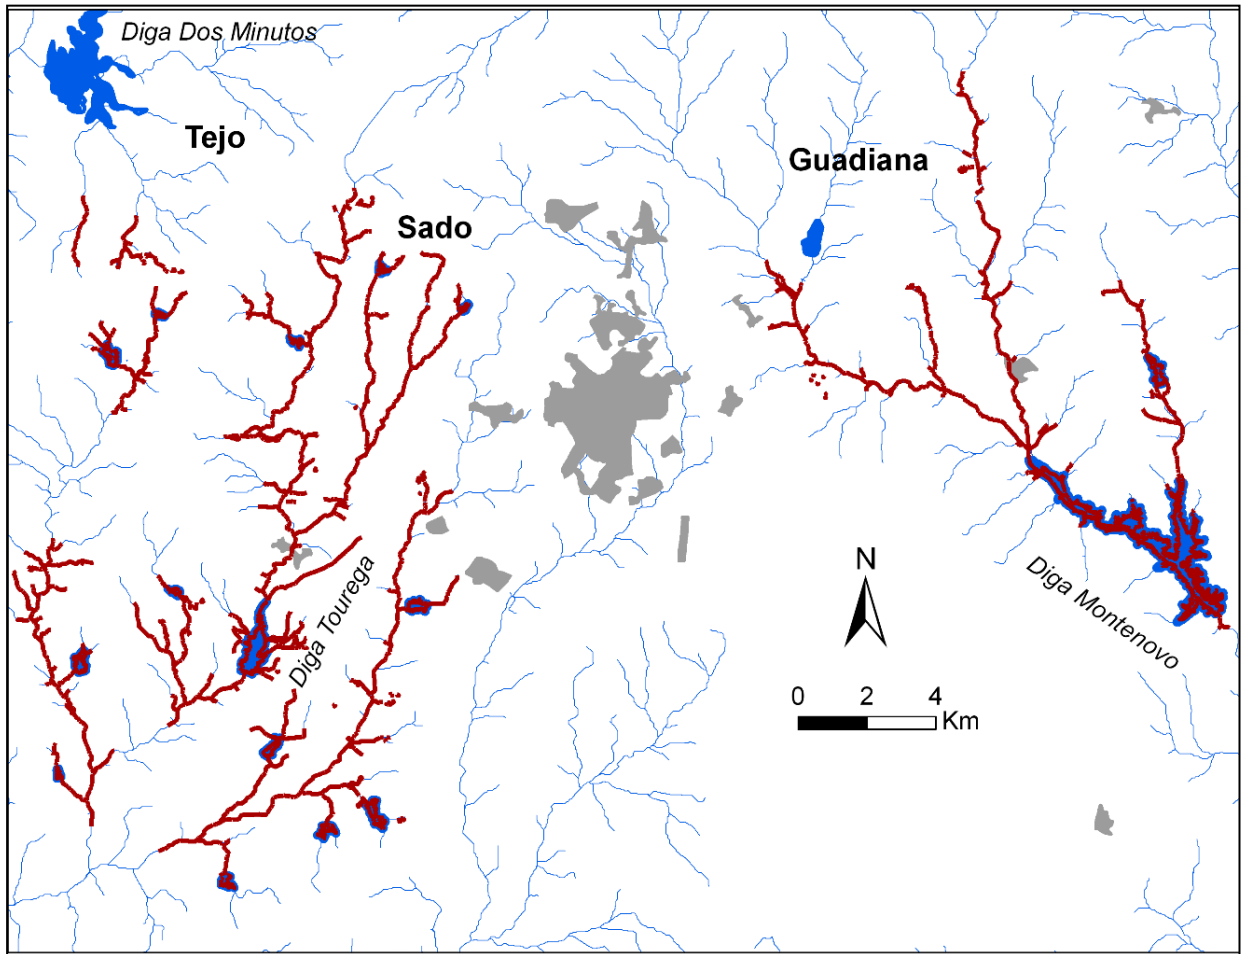 Diga Dos Minutos
Tejo
Guadiana
Sado
N
Diga Tourega
Diga Montenovo
0 2 4
Km